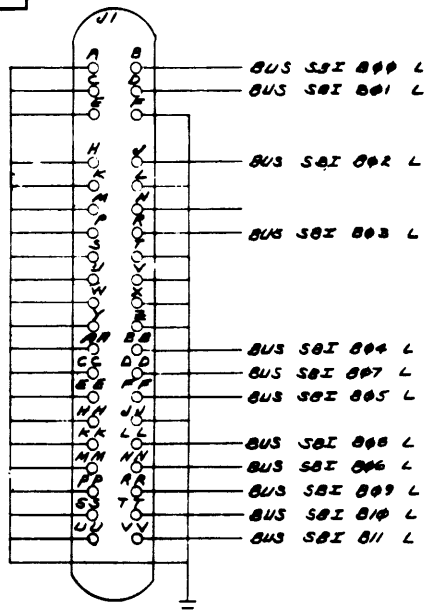 J1
A B BUS SBI B00 L
C D BUS SBI B01 L
E F
H J BUS SBI B02 L
K L
M N
P R BUS SBI B03 L
S T
U V
W X
Y Z
AA BB BUS SBI B04 L
CC DD BUS SBI B07 L
EE FF BUS SBI B05 L
HH JJ
KK LL BUS SBI B08 L
MM NN BUS SBI B06 L
PP RR BUS SBI B09 L
SS TT BUS SBI B10 L
UU VV BUS SBI B11 L